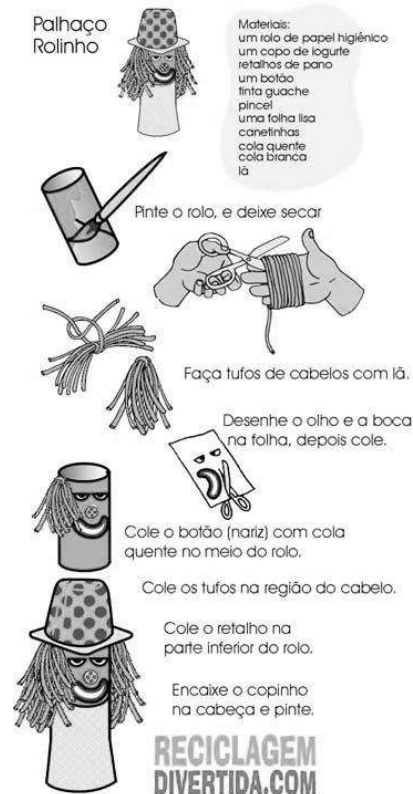 Palhaço
Rolinho
Materiais:
um rolo de papel higiênico
um copo de iogurte
retalhos de pano
um botão
tinta guache
pincel
uma folha lisa
canetinhas
cola quente
cola branca
lã
Pinte o rolo, e deixe secar
Faça tufos de cabelos com lã.
Desenhe o olho e a boca
na folha, depois cole.
Cole o botão (nariz) com cola
quente no meio do rolo.
Cole os tufos na região do cabelo.
Cole o retalho na
parte inferior do rolo.
Encaixe o copinho
na cabeça e pinte.
RECICLAGEM
DIVERTIDA.COM